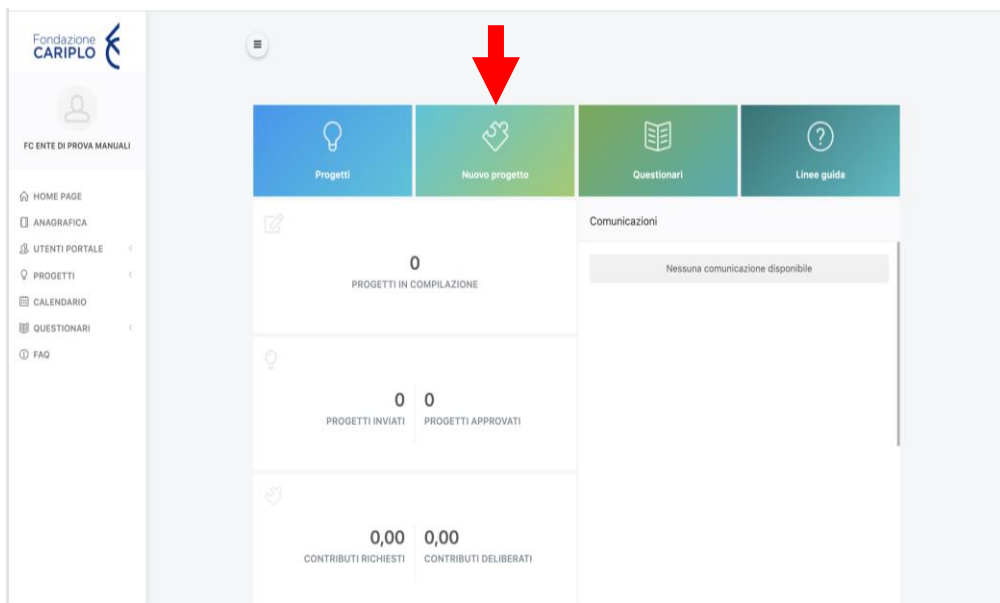 Fondazione
CARIPLO
FC ENTE DI PROVA MANUALI
HOME PAGE
ANAGRAFICA
UTENTI PORTALE
PROGETTI
CALENDARIO
QUESTIONARI
FAQ
Progetti
Nuovo progetto
Questionari
Linee guida
0
PROGETTI IN COMPILAZIONE
0 0
PROGETTI INVIATI PROGETTI APPROVATI
0,00 0,00
CONTRIBUTI RICHIESTI CONTRIBUTI DELIBERATI
Comunicazioni
Nessuna comunicazione disponibile